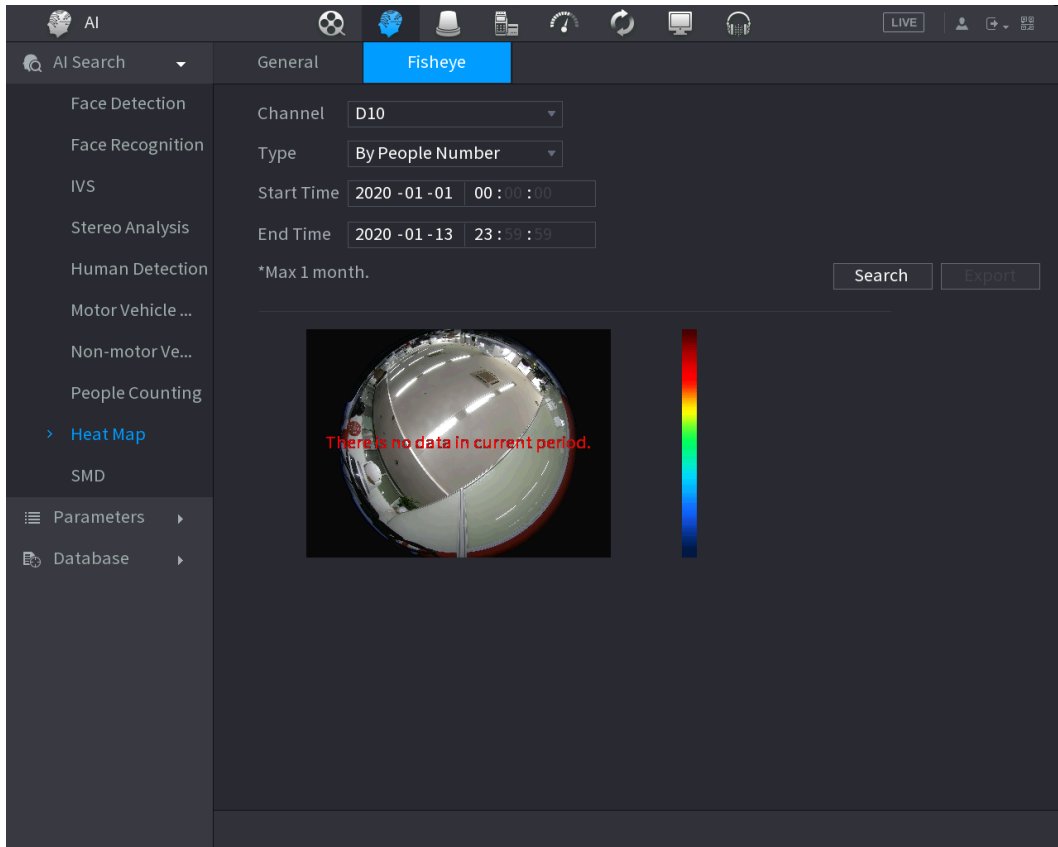 AI
LIVE
AI Search
General
Fisheye
Face Detection
Face Recognition
IVS
Stereo Analysis
Human Detection
Motor Vehicle ...
Non-motor Ve...
People Counting
Heat Map
SMD
Parameters
Database
Channel D10
Type By People Number
Start Time 2020 -01 -01 00 : 00 : 00
End Time 2020 -01 -13 23 : 59 : 59
*Max 1 month.
Search Export
There is no data in current period.